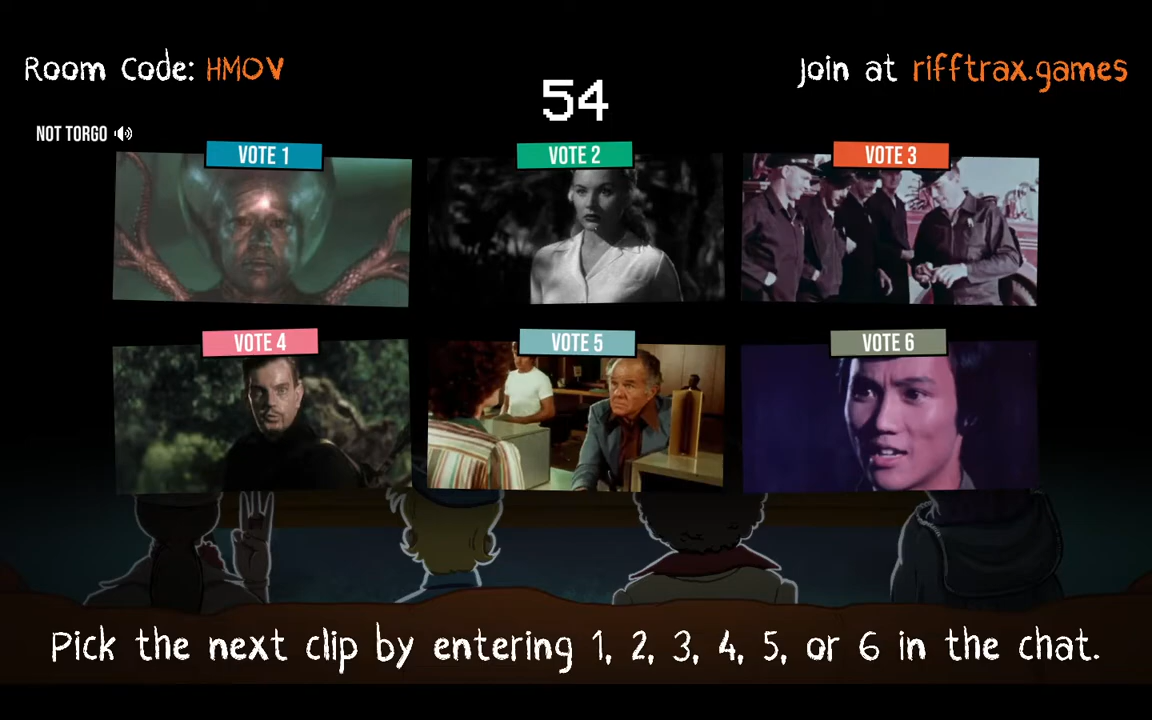 Room Code: HMOV
54
Join at rifftrax.games
NOT TORGO
VOTE 1
VOTE 2
VOTE 3
VOTE 4
VOTE 5
VOTE 6
Pick the next clip by entering 1, 2, 3, 4, 5, or 6 in the chat.